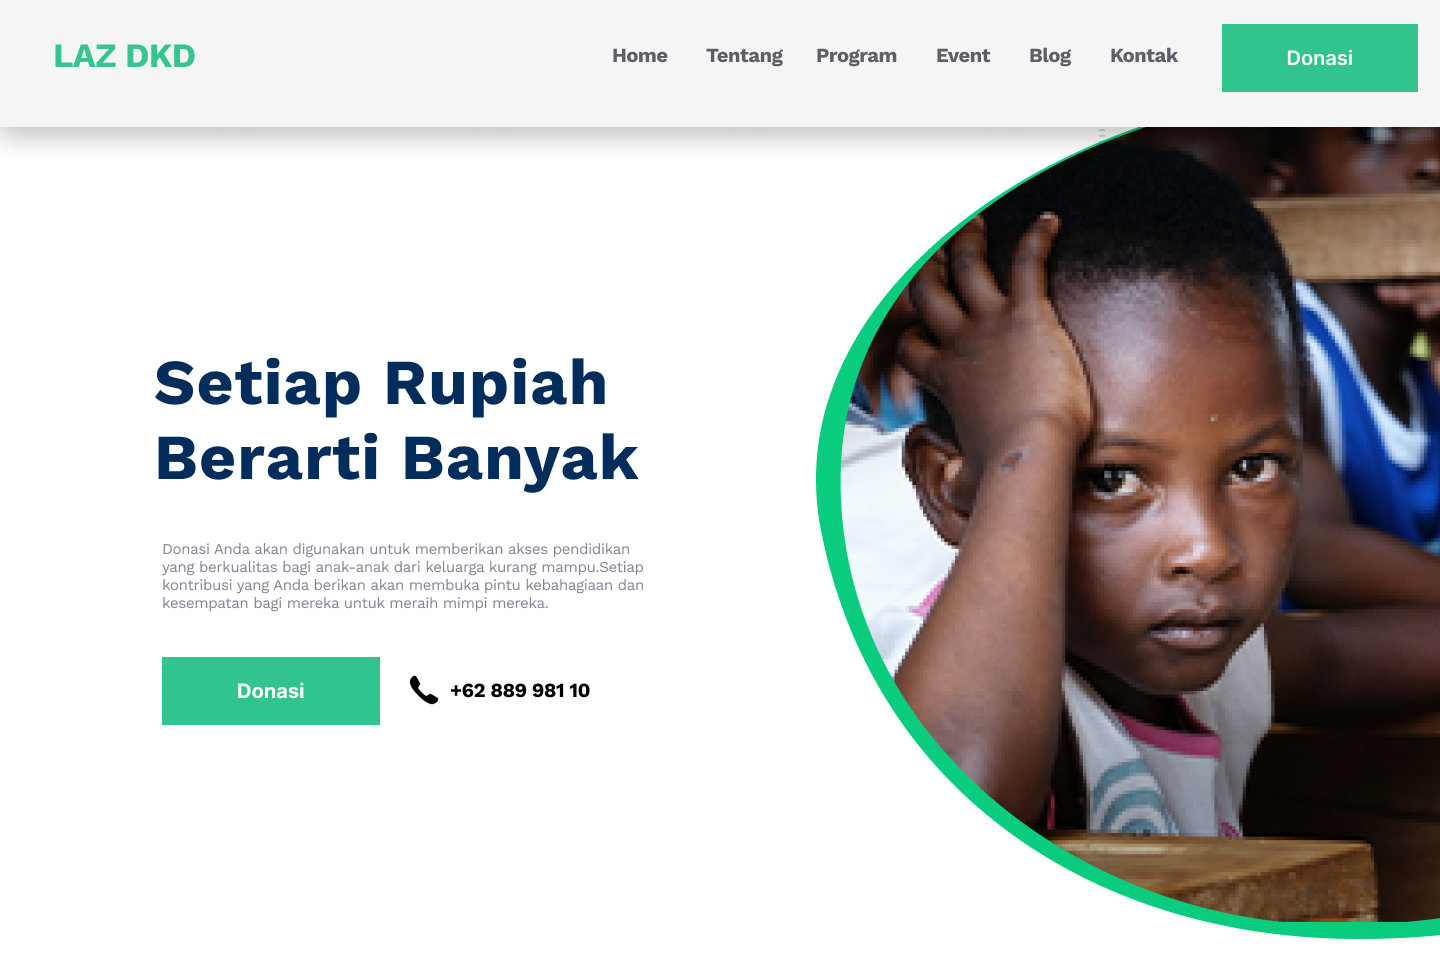 LAZ DKD
Home Tentang Program Event Blog Kontak Donasi
Setiap Rupiah
Berarti Banyak
Donasi Anda akan digunakan untuk memberikan akses pendidikan
yang berkualitas bagi anak-anak dari keluarga kurang mampu.Setiap
kontribusi yang Anda berikan akan membuka pintu kebahagiaan dan
kesempatan bagi mereka untuk meraih mimpi mereka.
Donasi +62 889 981 10